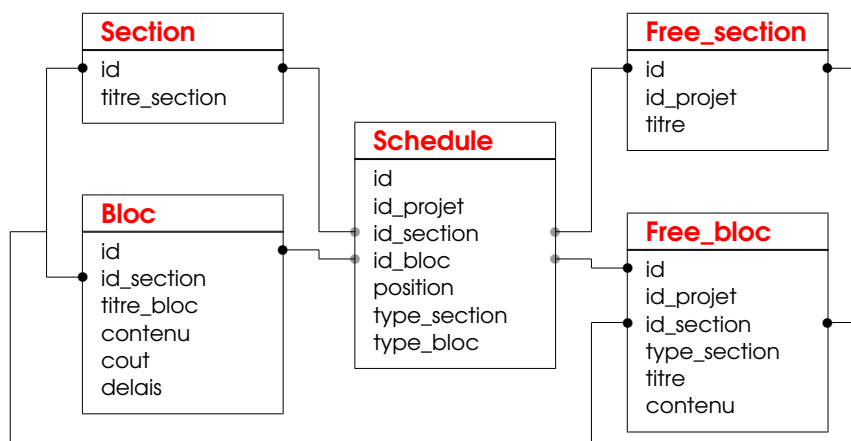 Section
id
titre_section
Bloc
id
id_section
titre_bloc
contenu
cout
delais
Schedule
id
id_projet
id_section
id_bloc
position
type_section
type_bloc
Free_section
id
id_projet
titre
Free_bloc
id
id_projet
id_section
type_section
titre
contenu